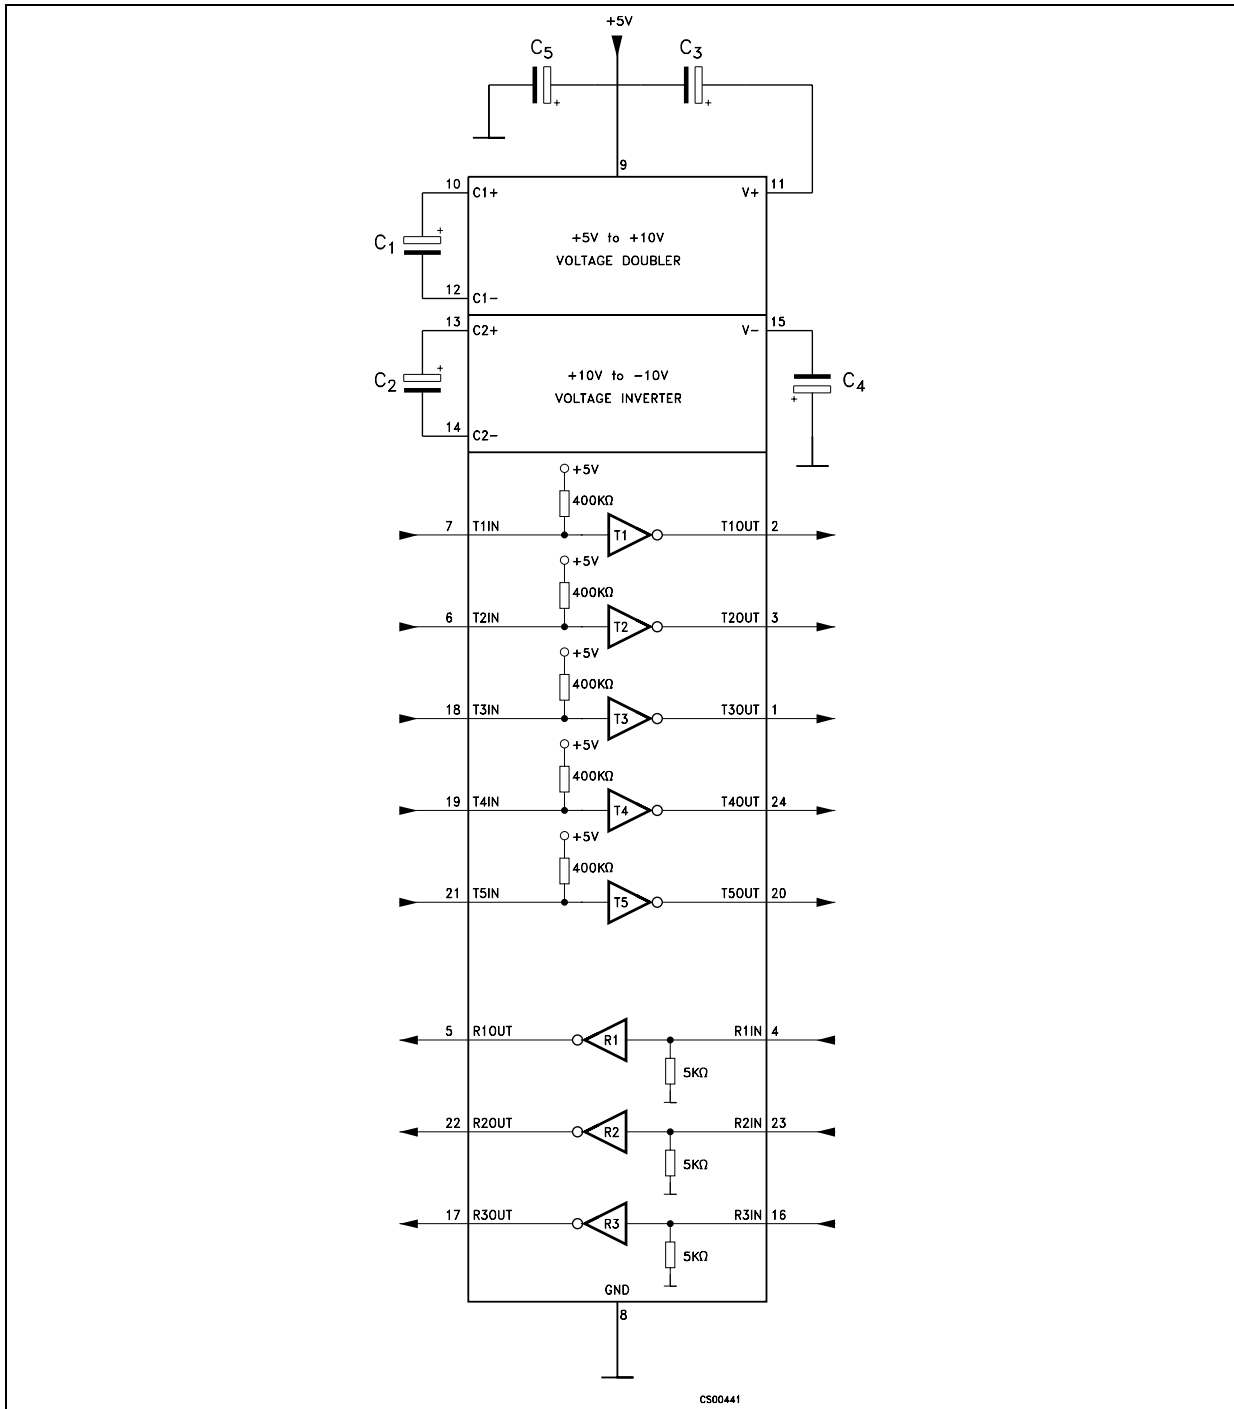 +5V
C5 C3
+ +
9
10 C1+ V+ 11
+
C1
+5V to +10V
VOLTAGE DOUBLER
12 C1-
13 C2+ V- 15
+
C2
+10V to -10V
VOLTAGE INVERTER
C4
+
14 C2-
+5V
400KΩ
7 T1IN T1 T1OUT 2
+5V
400KΩ
6 T2IN T2 T2OUT 3
+5V
400KΩ
18 T3IN T3 T3OUT 1
+5V
400KΩ
19 T4IN T4 T4OUT 24
+5V
400KΩ
21 T5IN T5 T5OUT 20
5 R1OUT R1 R1IN 4
5KΩ
22 R2OUT R2 R2IN 23
5KΩ
17 R3OUT R3 R3IN 16
5KΩ
GND
8
CS00441